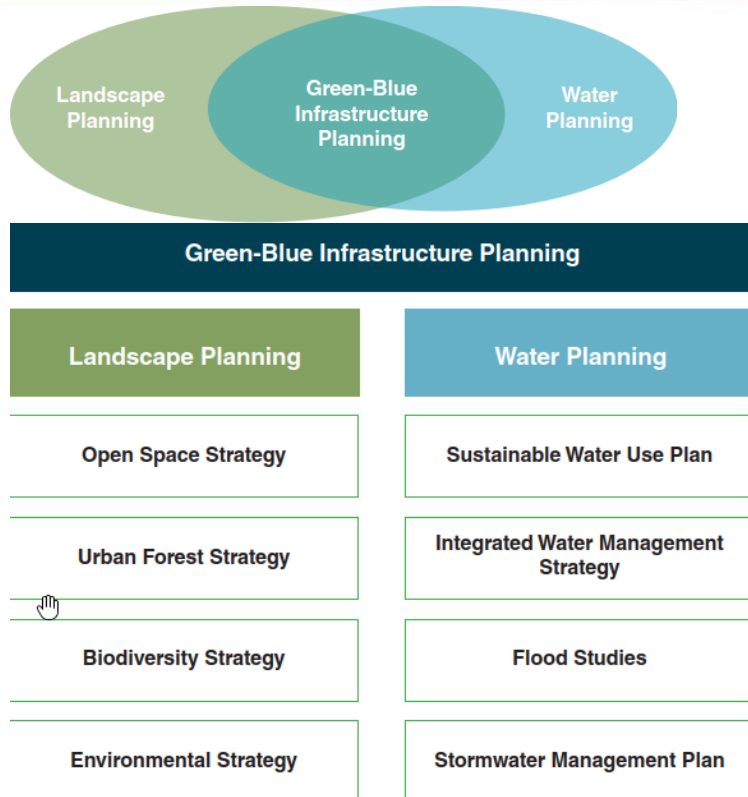 Landscape
Planning
Green-Blue
Infrastructure
Planning
Water
Planning
Green-Blue Infrastructure Planning
Landscape Planning
Water Planning
Open Space Strategy
Sustainable Water Use Plan
Urban Forest Strategy
Integrated Water Management
Strategy
Biodiversity Strategy
Flood Studies
Environmental Strategy
Stormwater Management Plan